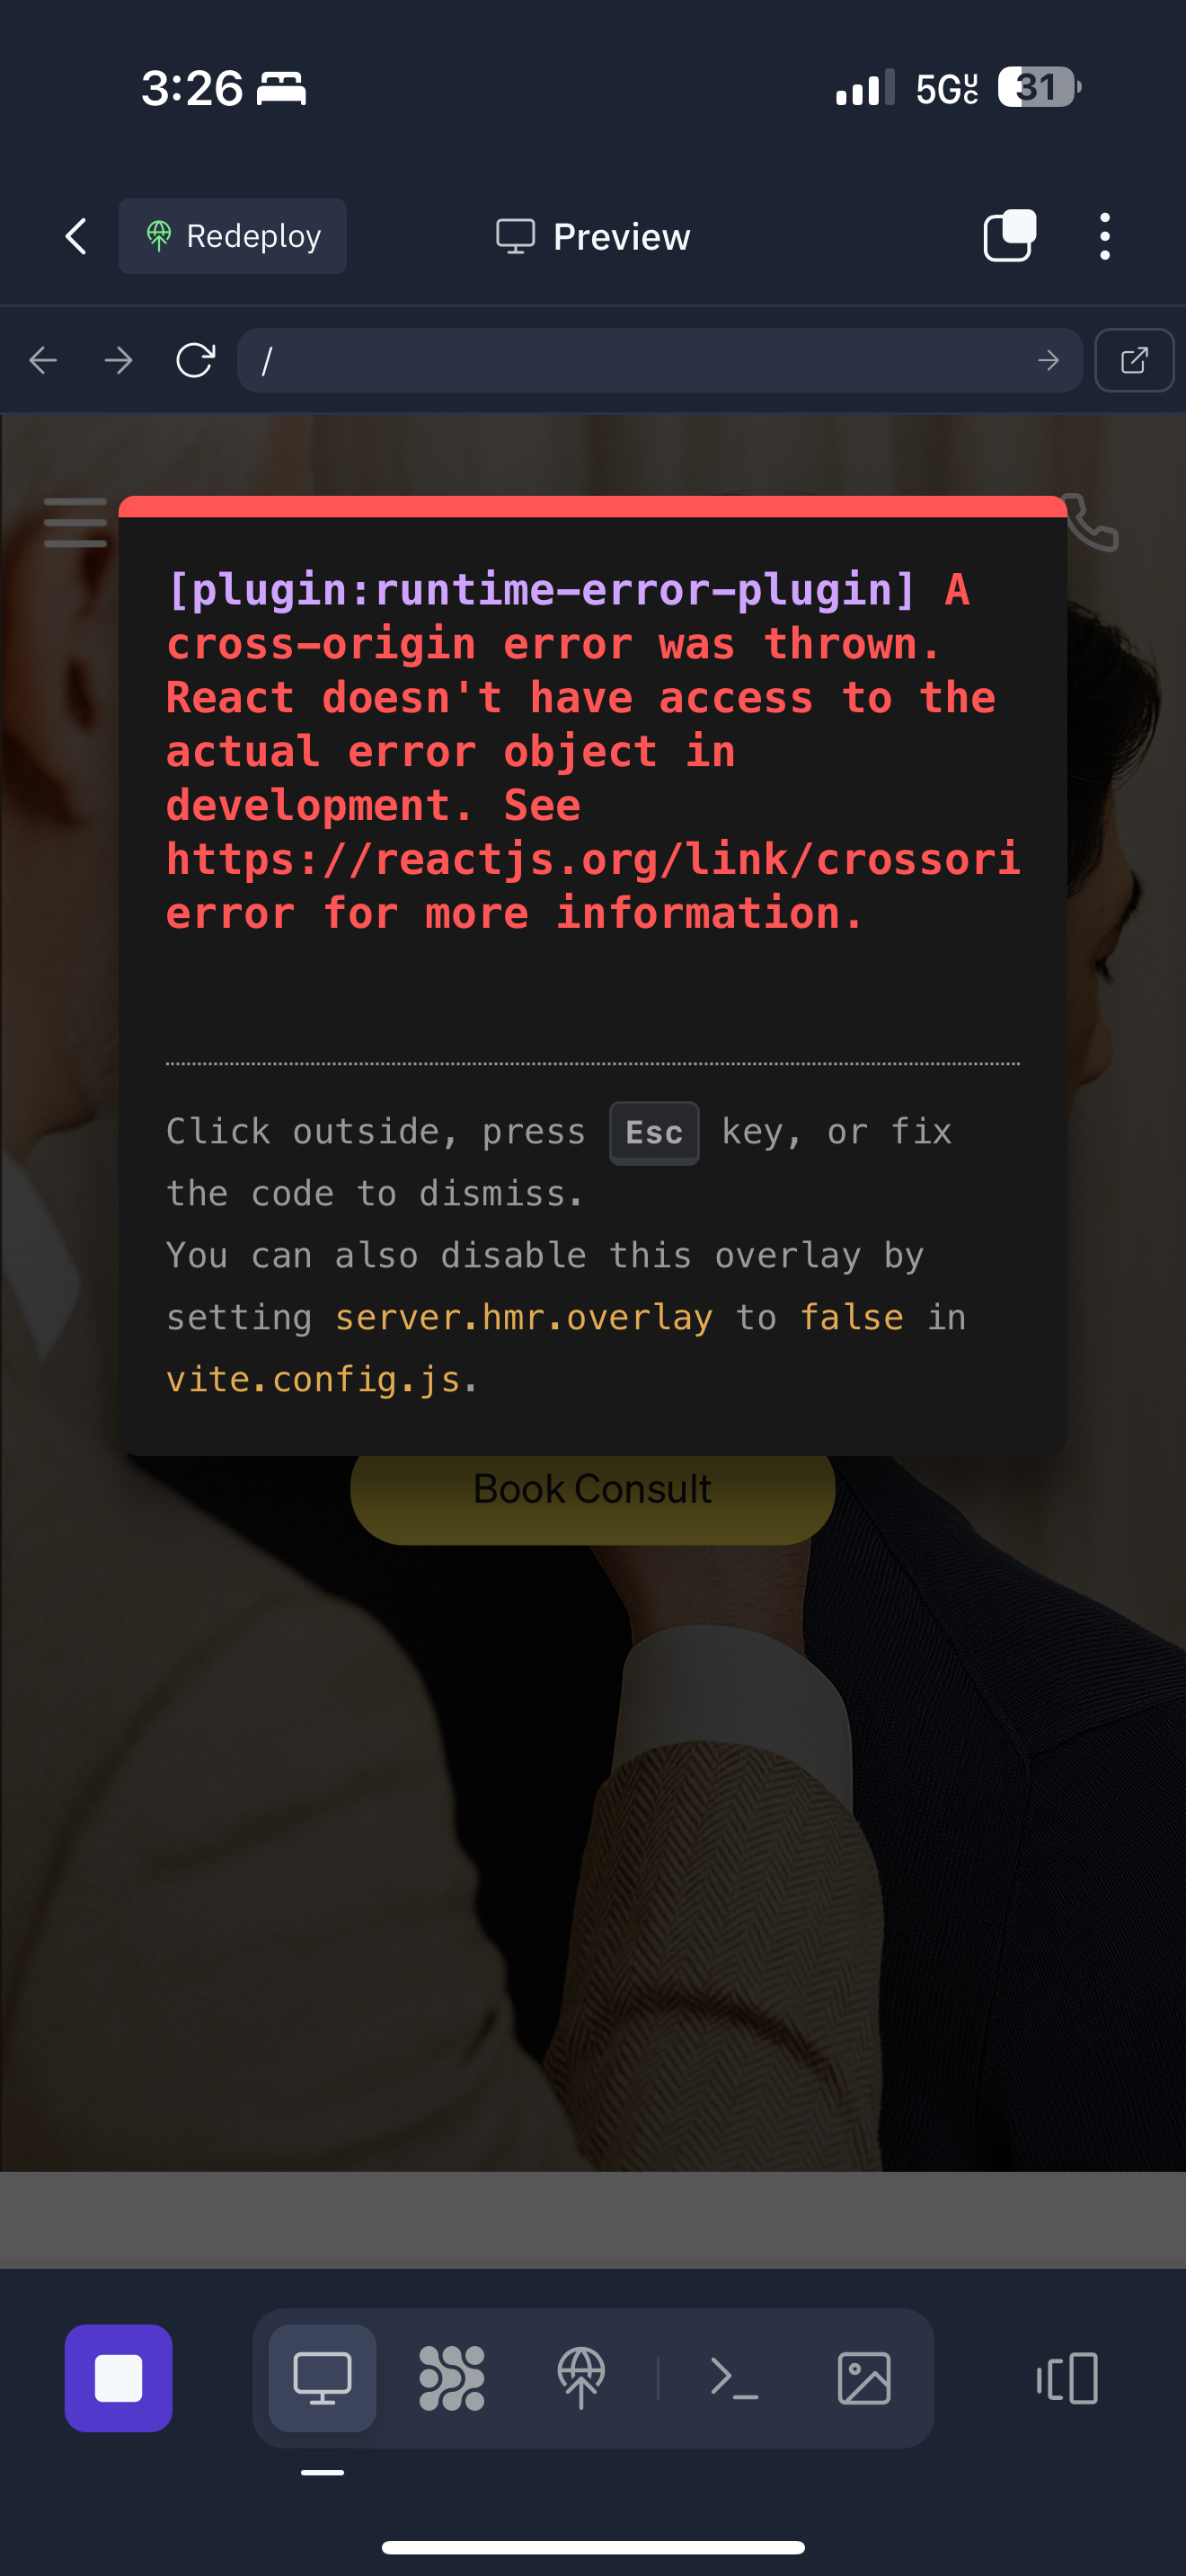 3:26
5GUC
31
Redeploy
Preview
/
[plugin:runtime-error-plugin] A
cross-origin error was thrown.
React doesn't have access to the
actual error object in
development. See
https://reactjs.org/link/crossori
error for more information.
Click outside, press Esc key, or fix
the code to dismiss.
You can also disable this overlay by
setting server.hmr.overlay to false in
vite.config.js.
Book Consult